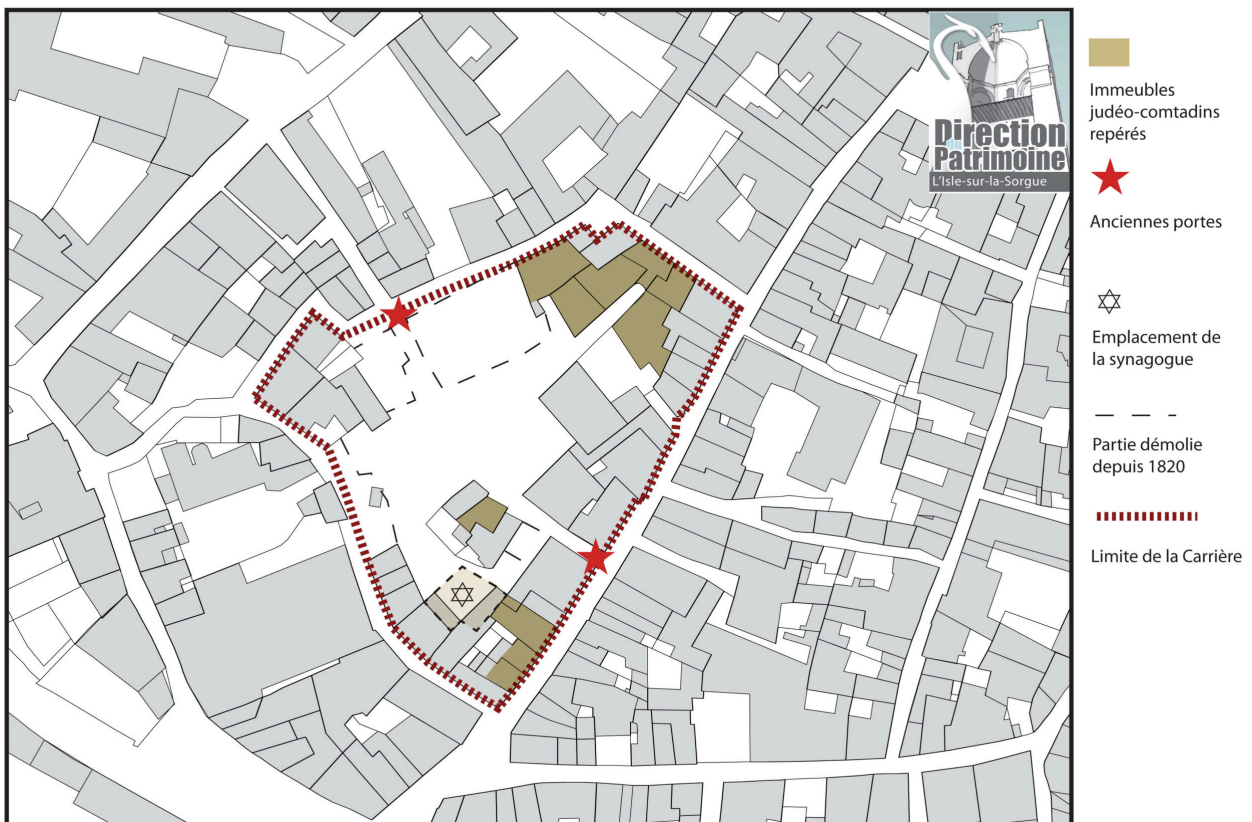 Direction
du
Patrimoine
L'Isle-sur-la-Sorgue
Immeubles
judéo-comtadins
repérés
Anciennes portes
Emplacement de
la synagogue
Partie démolie
depuis 1820
Limite de la Carrière